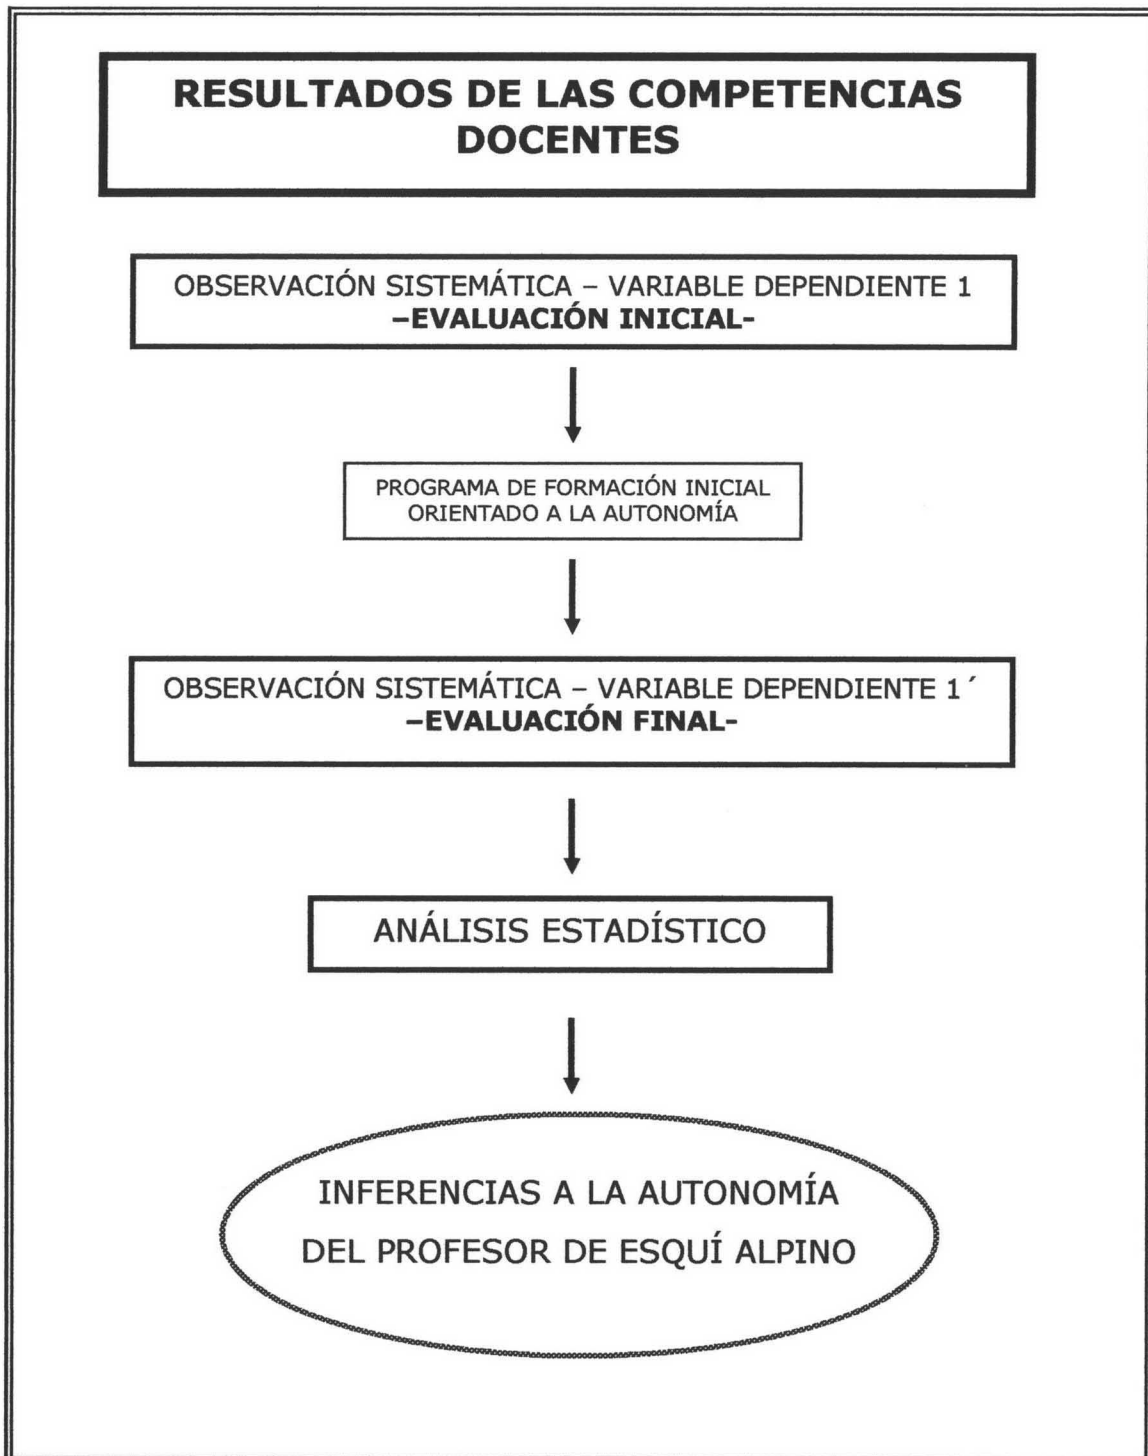 RESULTADOS DE LAS COMPETENCIAS
DOCENTES
OBSERVACIÓN SISTEMÁTICA – VARIABLE DEPENDIENTE 1
–EVALUACIÓN INICIAL-
PROGRAMA DE FORMACIÓN INICIAL
ORIENTADO A LA AUTONOMÍA
OBSERVACIÓN SISTEMÁTICA – VARIABLE DEPENDIENTE 1´
–EVALUACIÓN FINAL-
ANÁLISIS ESTADÍSTICO
INFERENCIAS A LA AUTONOMÍA
DEL PROFESOR DE ESQUÍ ALPINO